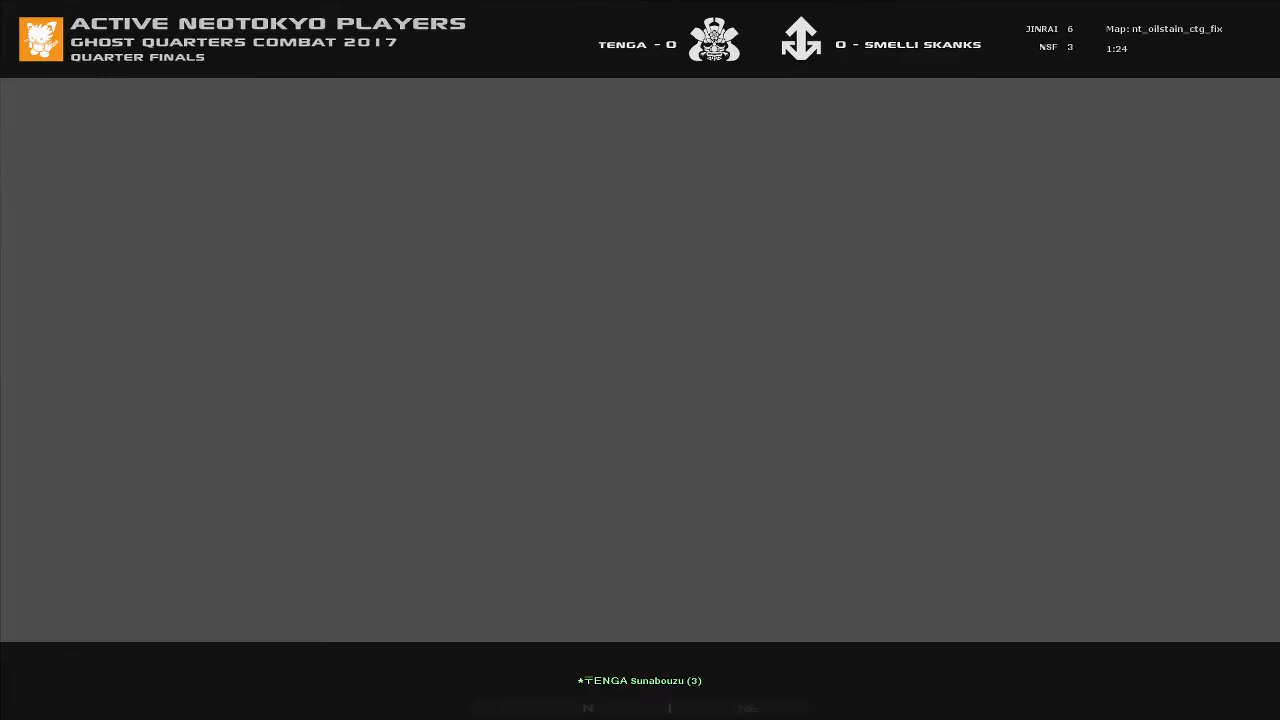 ACTIVE NEOTOKYO PLAYERS
GHOST QUARTERS COMBAT 2017
QUARTER FINALS
TENGA - 0
0 - SMELLI SKANKS
JINRAI 6
NSF 3
Map: nt_oilstain_ctg_fix
1:24
★〒ENGA Sunabouzu (3)
N | NE